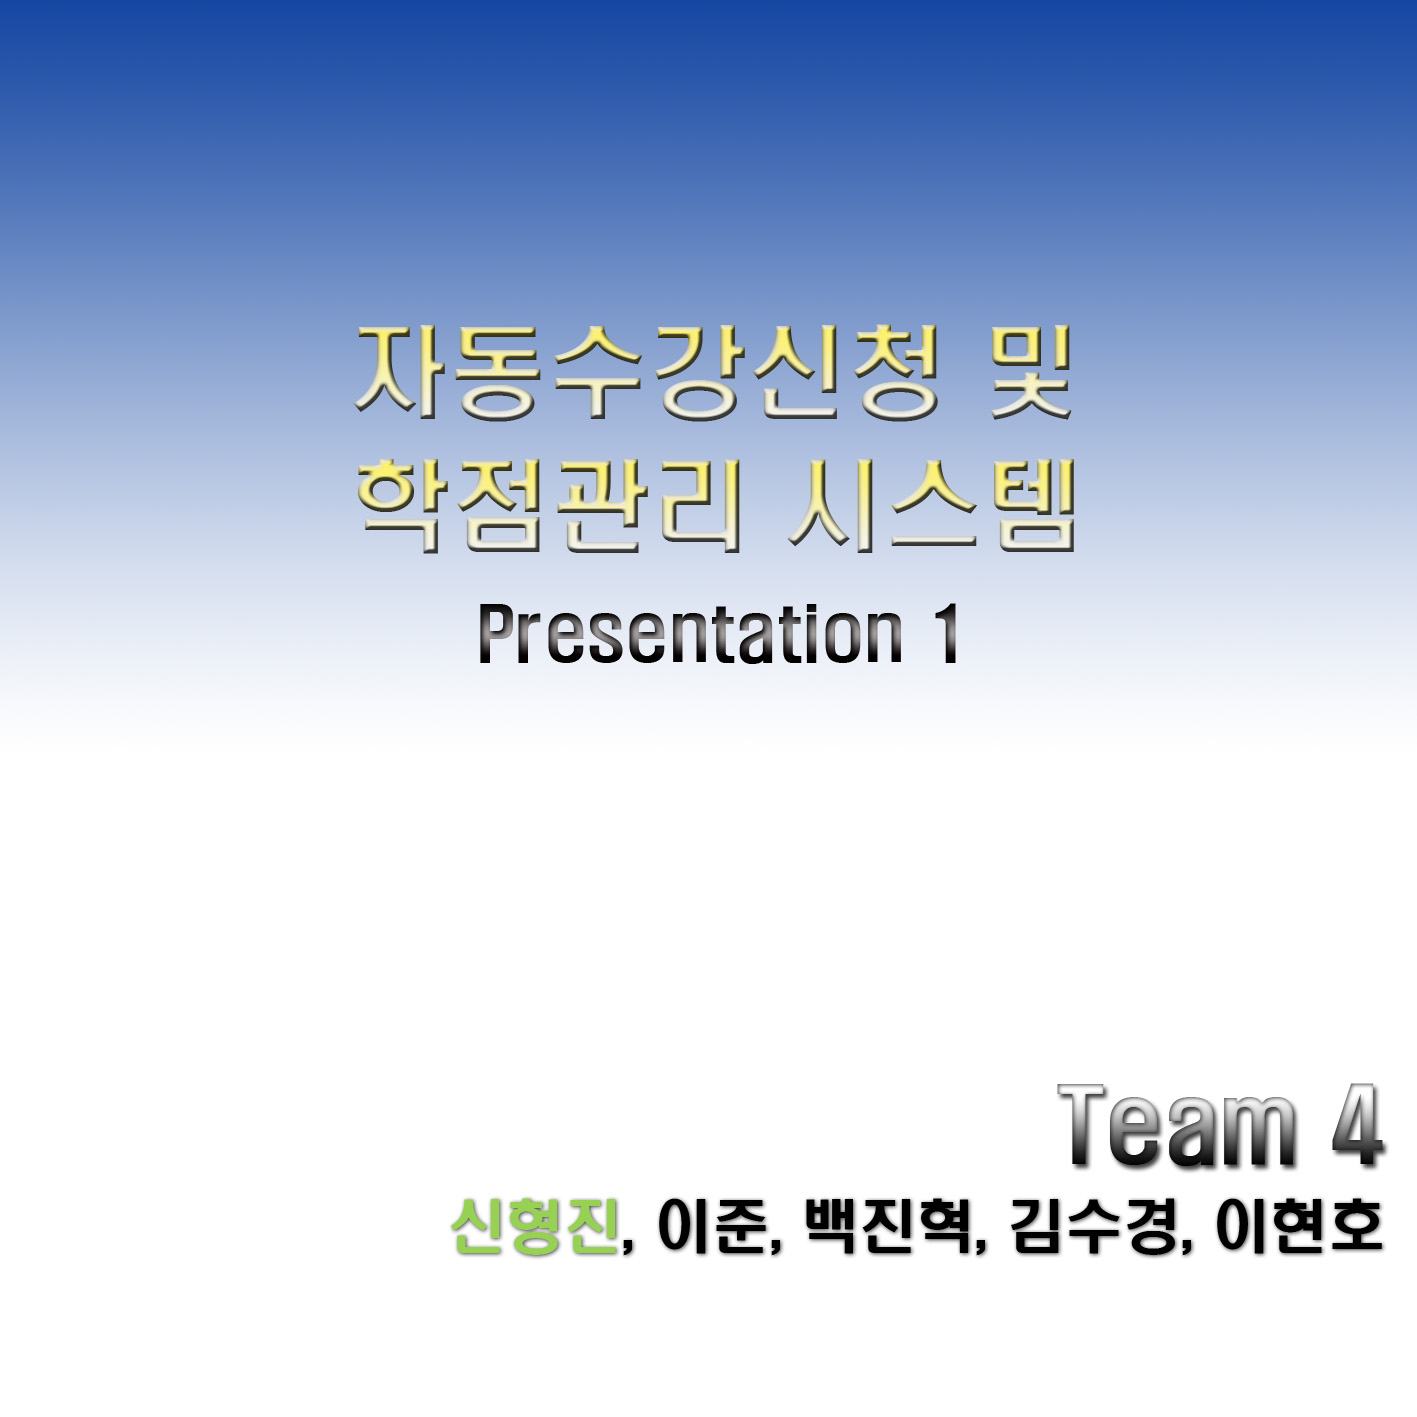 자동수강신청 및
학점관리 시스템
Presentation 1
Team 4
신형진, 이준, 백진혁, 김수경, 이현호